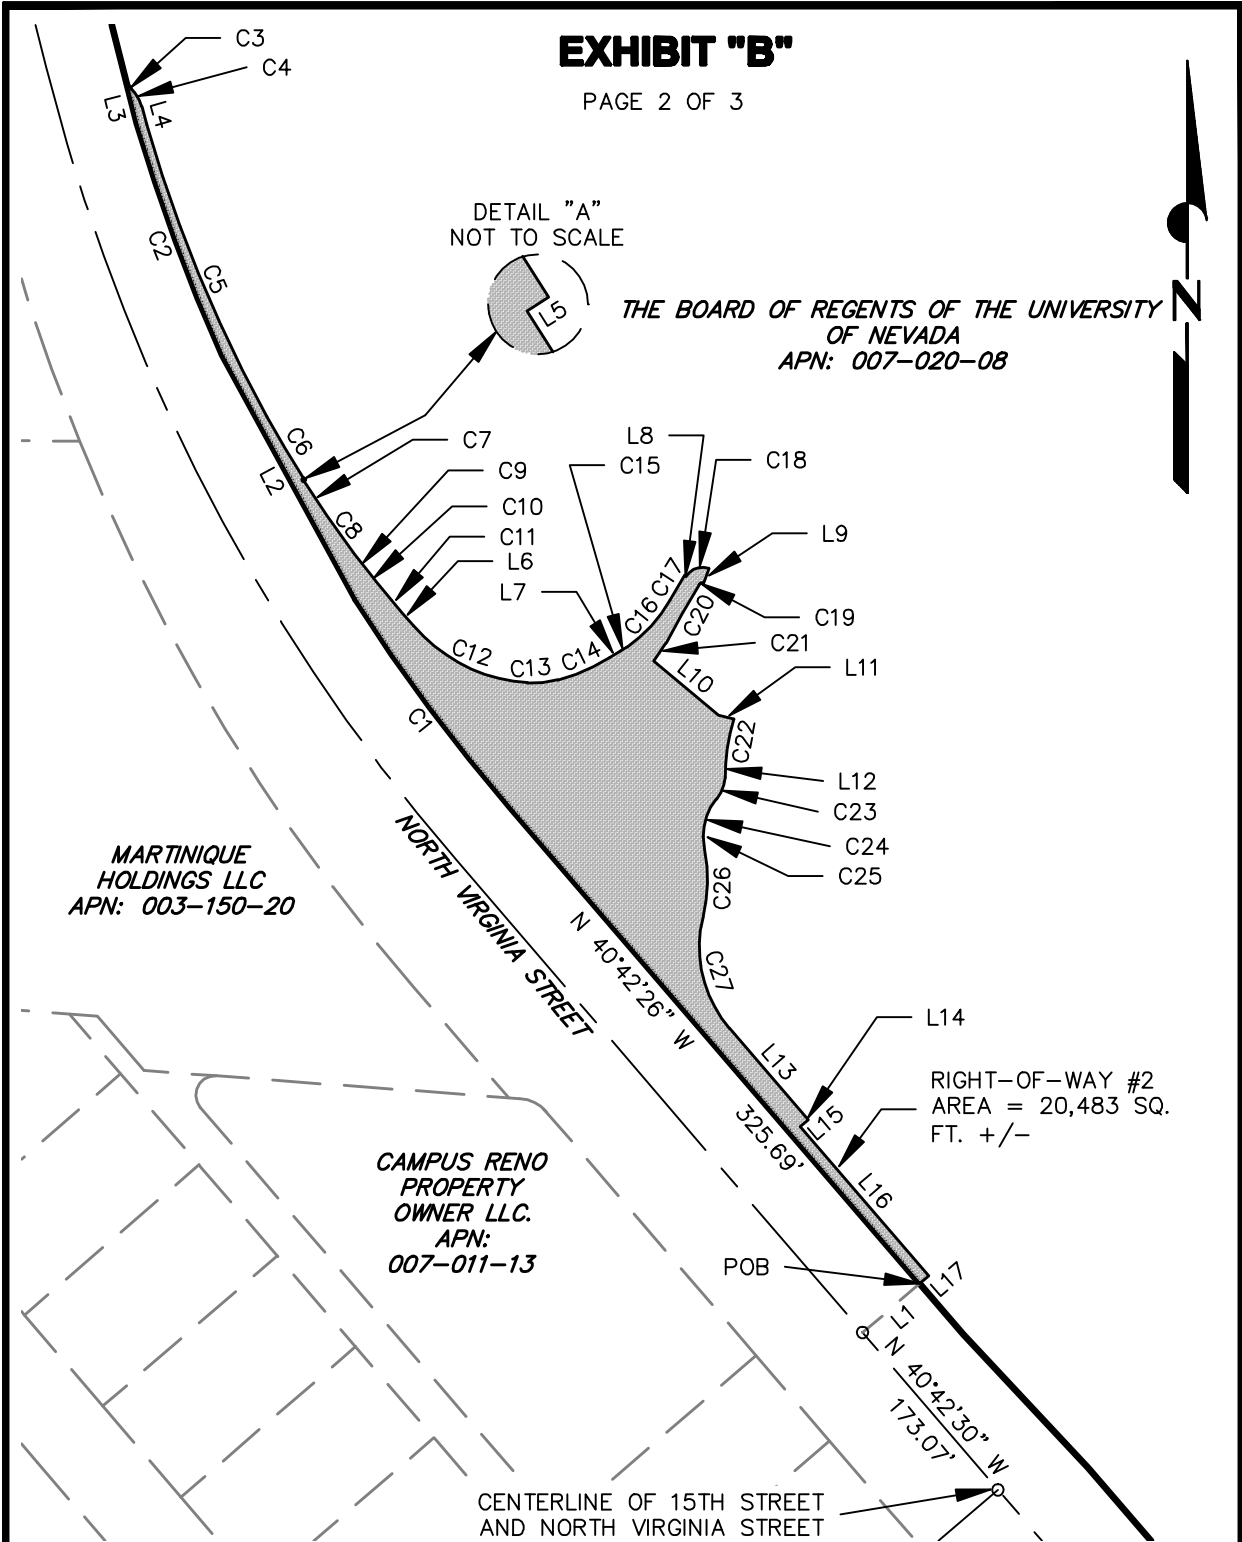 EXHIBIT "B"
PAGE 2 OF 3
C3
C4
L3
L4
C2
C5
DETAIL "A"
NOT TO SCALE
L5
THE BOARD OF REGENTS OF THE UNIVERSITY
OF NEVADA
APN: 007-020-08
N
C6
C7
L2
C9
C8
C10
C11
L6
L7
L8
C15
C18
L9
C17
C16
C20
C19
C21
C12
C13
C14
L10
L11
C1
C22
L12
C23
C24
C25
C26
C27
MARTINIQUE
HOLDINGS LLC
APN: 003-150-20
NORTH VIRGINIA STREET
N 40°42'26" W
325.69'
L13
L14
L15
RIGHT-OF-WAY #2
AREA = 20,483 SQ.
FT. +/-
L16
CAMPUS RENO
PROPERTY
OWNER LLC.
APN:
007-011-13
POB
L17
L1
N 40°42'30" W
173.07'
CENTERLINE OF 15TH STREET
AND NORTH VIRGINIA STREET